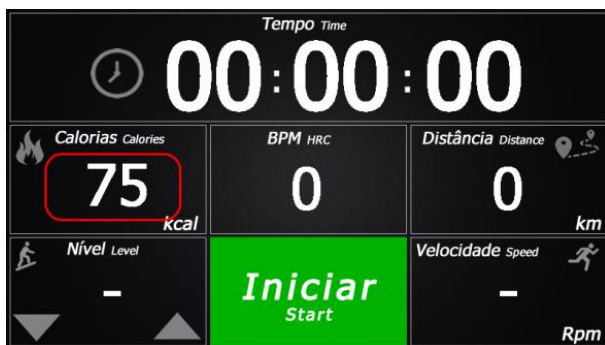 Tempo Time
00:00:00
Calorias Calories
BPM HRC
Distância Distance
75
0
0
kcal
km
Nível Level
Velocidade Speed
-
Iniciar
-
Start
Rpm